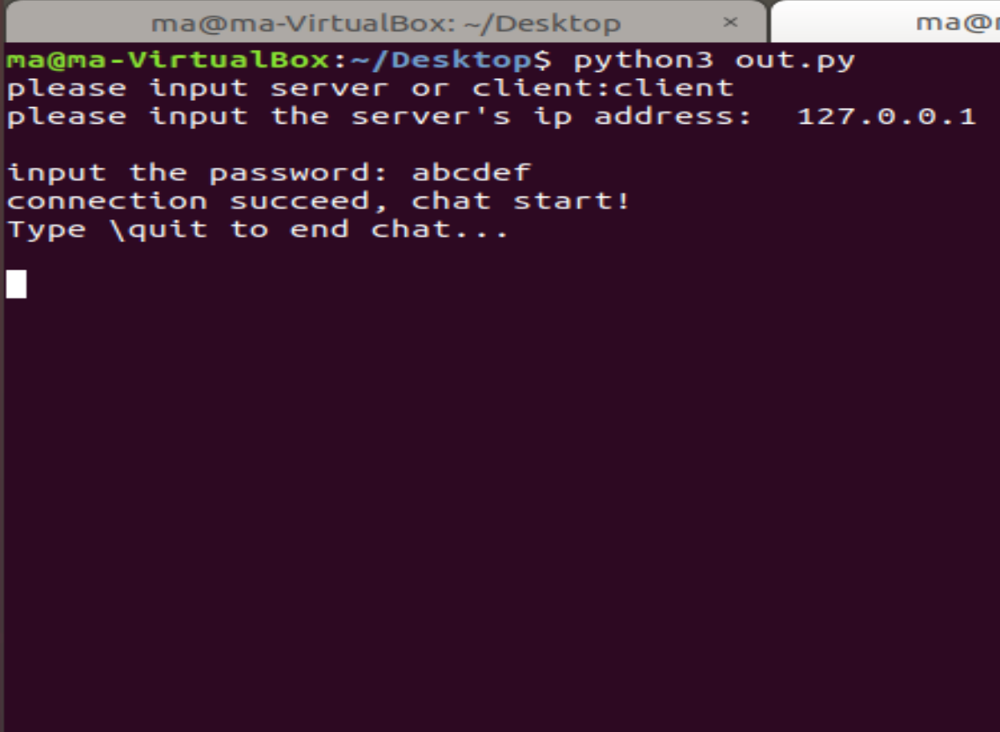 ma@ma-VirtualBox: ~/Desktop × ma@
ma@ma-VirtualBox:~/Desktop$ python3 out.py
please input server or client:client
please input the server's ip address:  127.0.0.1
input the password: abcdef
connection succeed, chat start!
Type \quit to end chat...